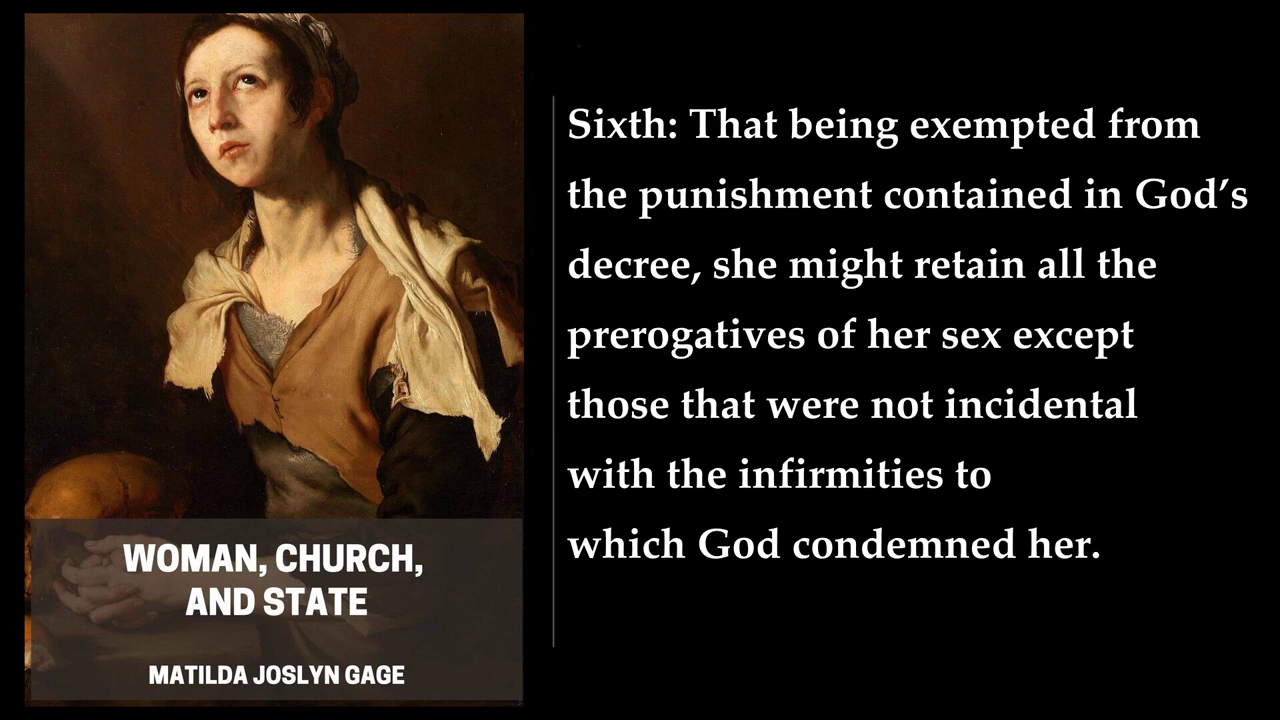 WOMAN, CHURCH,
AND STATE
MATILDA JOSLYN GAGE
Sixth: That being exempted from
the punishment contained in God’s
decree, she might retain all the
prerogatives of her sex except
those that were not incidental
with the infirmities to
which God condemned her.